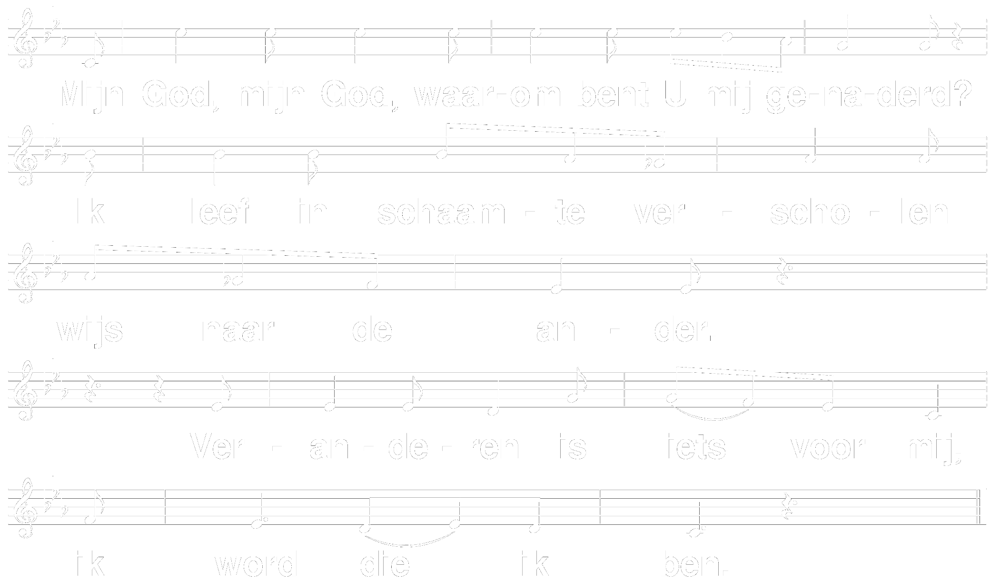 Mijn God, mijn God, waar-om bent U mij ge-na-derd?
Ik leef in schaam - te ver - scho - len
wijs naar de an - der.
Ver - an - de - ren is iets voor mij,
ik word die ik ben.